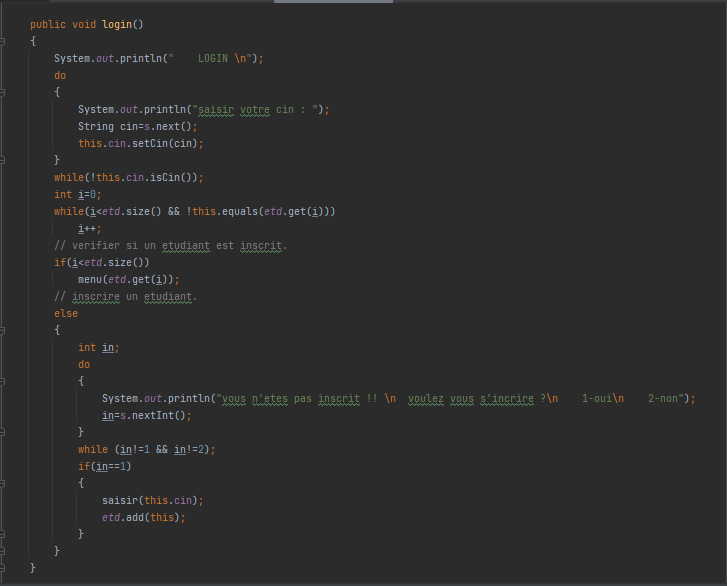 public void login()
{
System.out.println("    LOGIN \n");
do
{
System.out.println("saisir votre cin : ");
String cin=s.next();
this.cin.setCin(cin);
}
while(!this.cin.isCin());
int i=0;
while(i<etd.size() && !this.equals(etd.get(i)))
i++;
// verifier si un etudiant est inscrit.
if(i<etd.size())
menu(etd.get(i));
// inscrire un etudiant.
else
{
int in;
do
{
System.out.println("vous n'etes pas inscrit !! \n  voulez vous s'incrire ?\n    1-oui\n    2-non");
in=s.nextInt();
}
while (in!=1 && in!=2);
if(in==1)
{
saisir(this.cin);
etd.add(this);
}
}
}